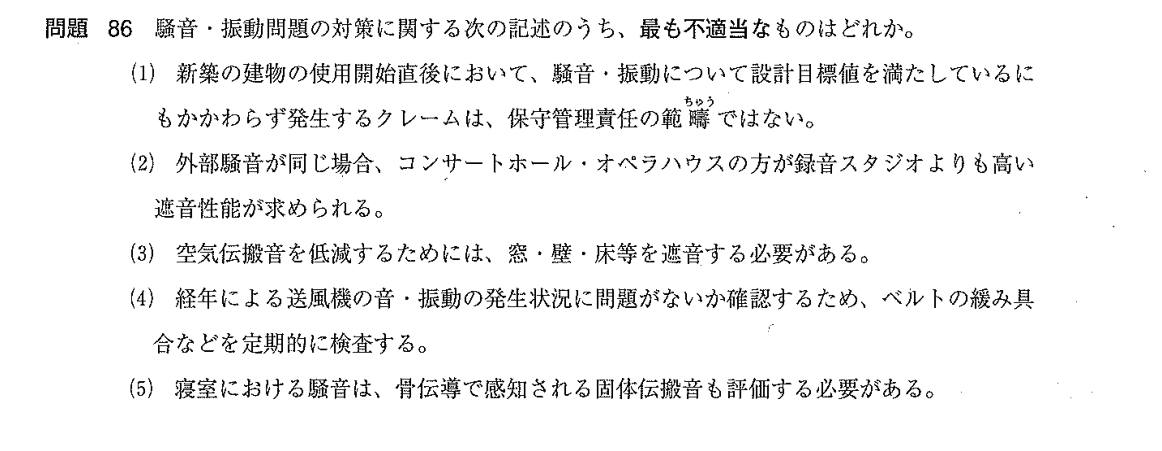 問題 86 騒音・振動問題の対策に関する次の記述のうち、最も不適当なものはどれか。
(1) 新築の建物の使用開始直後において、騒音・振動について設計目標値を満たしているに
もかかわらず発生するクレームは、保守管理責任の範疇ではない。
ちゅう
(2) 外部騒音が同じ場合、コンサートホール・オペラハウスの方が録音スタジオよりも高い
遮音性能が求められる。
(3) 空気伝搬音を低減するためには、窓・壁・床等を遮音する必要がある。
(4) 経年による送風機の音・振動の発生状況に問題がないか確認するため、ベルトの緩み具
合などを定期的に検査する。
(5) 寝室における騒音は、骨伝導で感知される固体伝搬音も評価する必要がある。